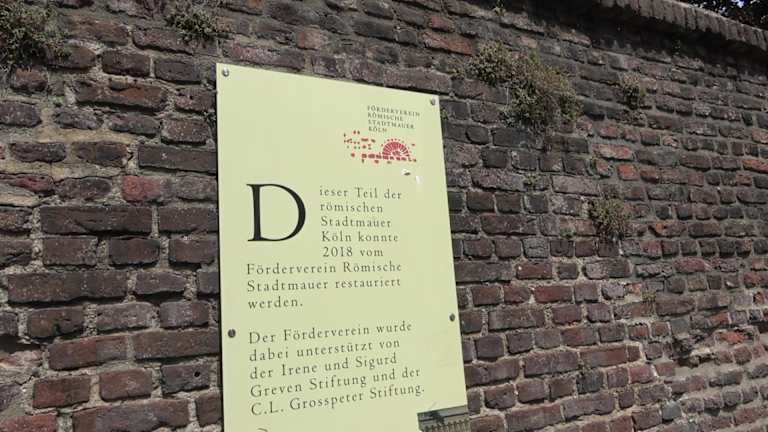 FÖRDERVEREIN
RÖMISCHE
STADTMAUER
KÖLN
Dieser Teil der
römischen
Stadtmauer
Köln konnte
2018 vom
Förderverein Römische
Stadtmauer restauriert
werden.
Der Förderverein wurde
dabei unterstützt von
der Irene und Sigurd
Greven Stiftung und der
C.L. Grosspeter Stiftung.